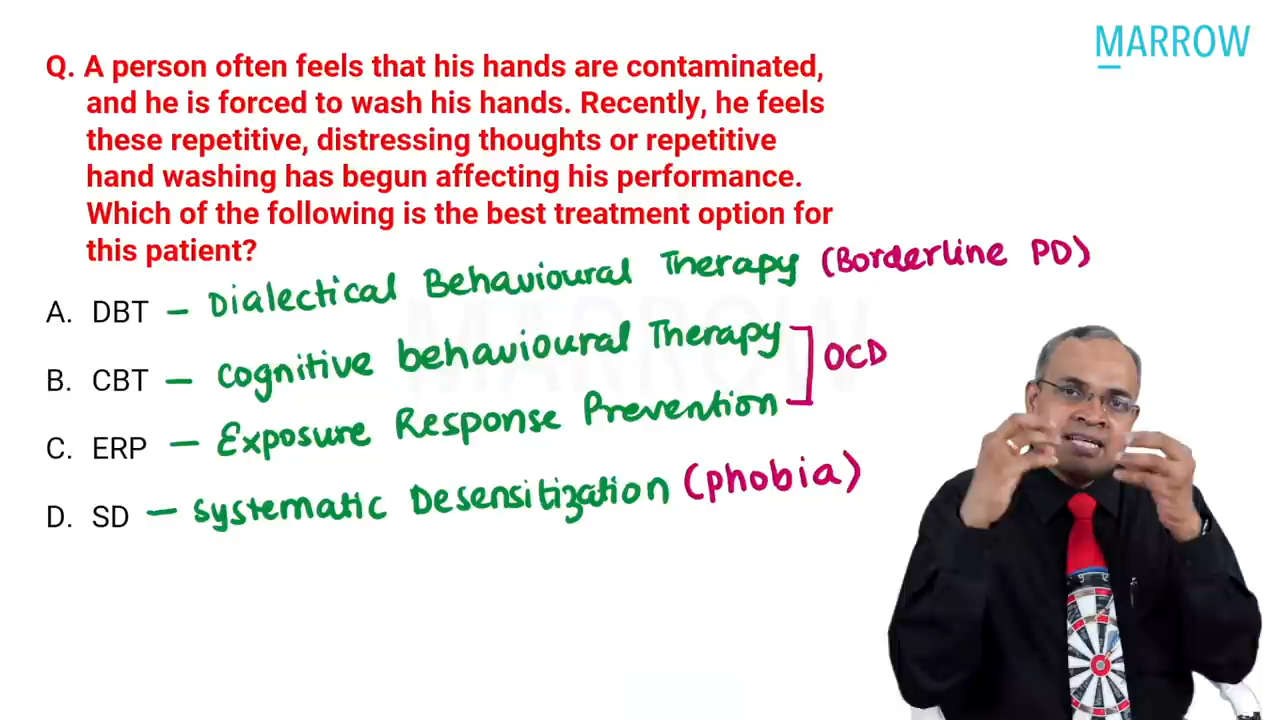 MARROW
Q. A person often feels that his hands are contaminated,
and he is forced to wash his hands. Recently, he feels
these repetitive, distressing thoughts or repetitive
hand washing has begun affecting his performance.
Which of the following is the best treatment option for
this patient?
A. DBT – Dialectical Behavioural Therapy (Borderline PD)
B. CBT – Cognitive behavioural Therapy
OCD
C. ERP – Exposure Response Prevention
D. SD – Systematic Desensitization (phobia)
MARROW